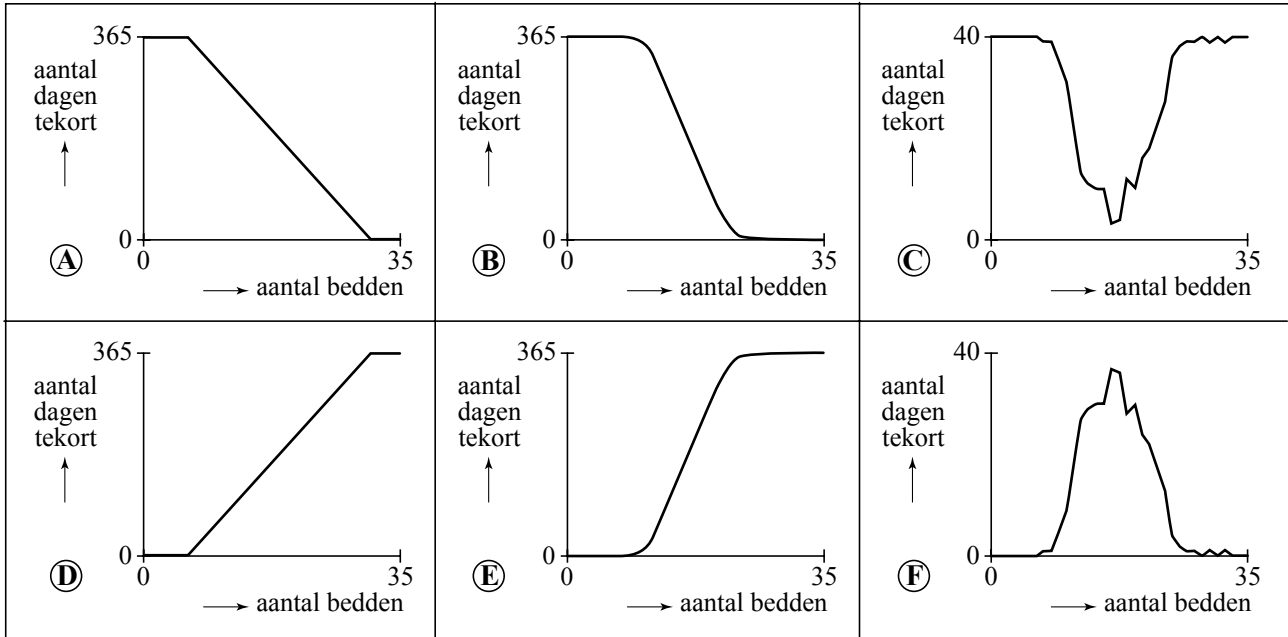 365
aantal
dagen
tekort
0
A
0
35
aantal bedden
365
aantal
dagen
tekort
0
B
0
35
aantal bedden
40
aantal
dagen
tekort
0
C
0
35
aantal bedden
365
aantal
dagen
tekort
0
D
0
35
aantal bedden
365
aantal
dagen
tekort
0
E
0
35
aantal bedden
40
aantal
dagen
tekort
0
F
0
35
aantal bedden